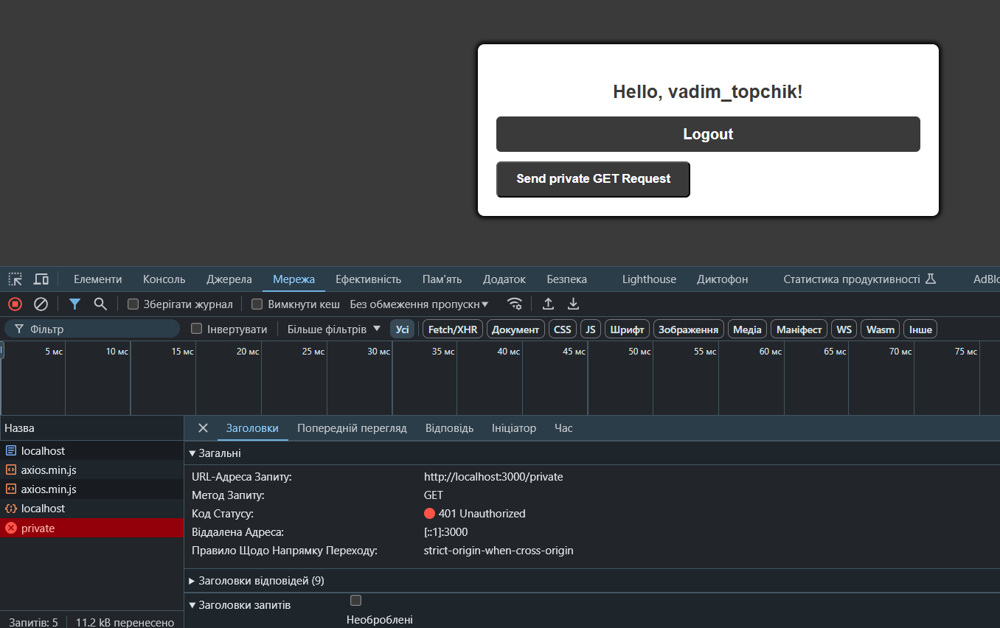 Hello, vadim_topchik!
Logout
Send private GET Request
Елементи Консоль Джерела Мережа Ефективність Пам'ять Додаток Безпека Lighthouse Диктофон Статистика продуктивності AdBlo
Зберігати журнал Вимкнути кеш Без обмеження пропускн
Фільтр Інвертувати Більше фільтрів Усі Fetch/XHR Документ CSS JS Шрифт Зображення Медіа Маніфест WS Wasm Інше
5 мс 10 мс 15 мс 20 мс 25 мс 30 мс 35 мс 40 мс 45 мс 50 мс 55 мс 60 мс 65 мс 70 мс 75 мс
Назва
localhost
axios.min.js
axios.min.js
localhost
private
Запитів: 5 11.2 kB перенесено
Заголовки Попередній перегляд Відповідь Ініціатор Час
Загальні
URL-Адреса Запиту: http://localhost:3000/private
Метод Запиту: GET
Код Статусу: 401 Unauthorized
Віддалена Адреса: [::1]:3000
Правило Щодо Напрямку Переходу: strict-origin-when-cross-origin
Заголовки відповідей (9)
Заголовки запитів
Необроблені